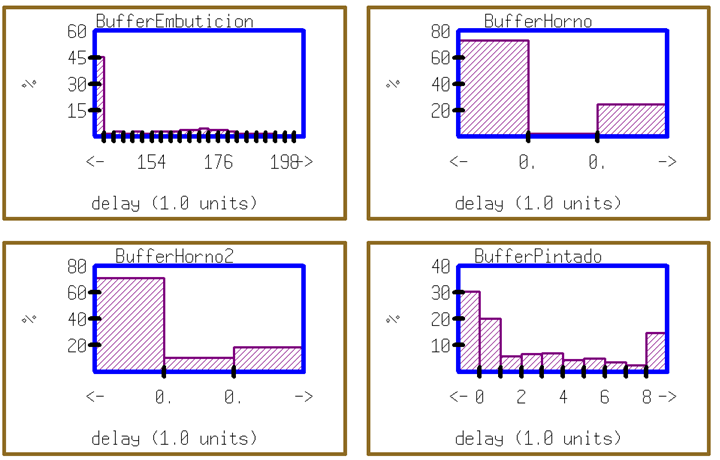 BufferEmbuticion
60
45
30
15
%
<- 154 176 198->
delay (1.0 units)
BufferHorno
80
60
40
20
%
<- 0. 0. ->
delay (1.0 units)
BufferHorno2
80
60
40
20
%
<- 0. 0. ->
delay (1.0 units)
BufferPintado
40
30
20
10
%
<- 0 2 4 6 8 ->
delay (1.0 units)